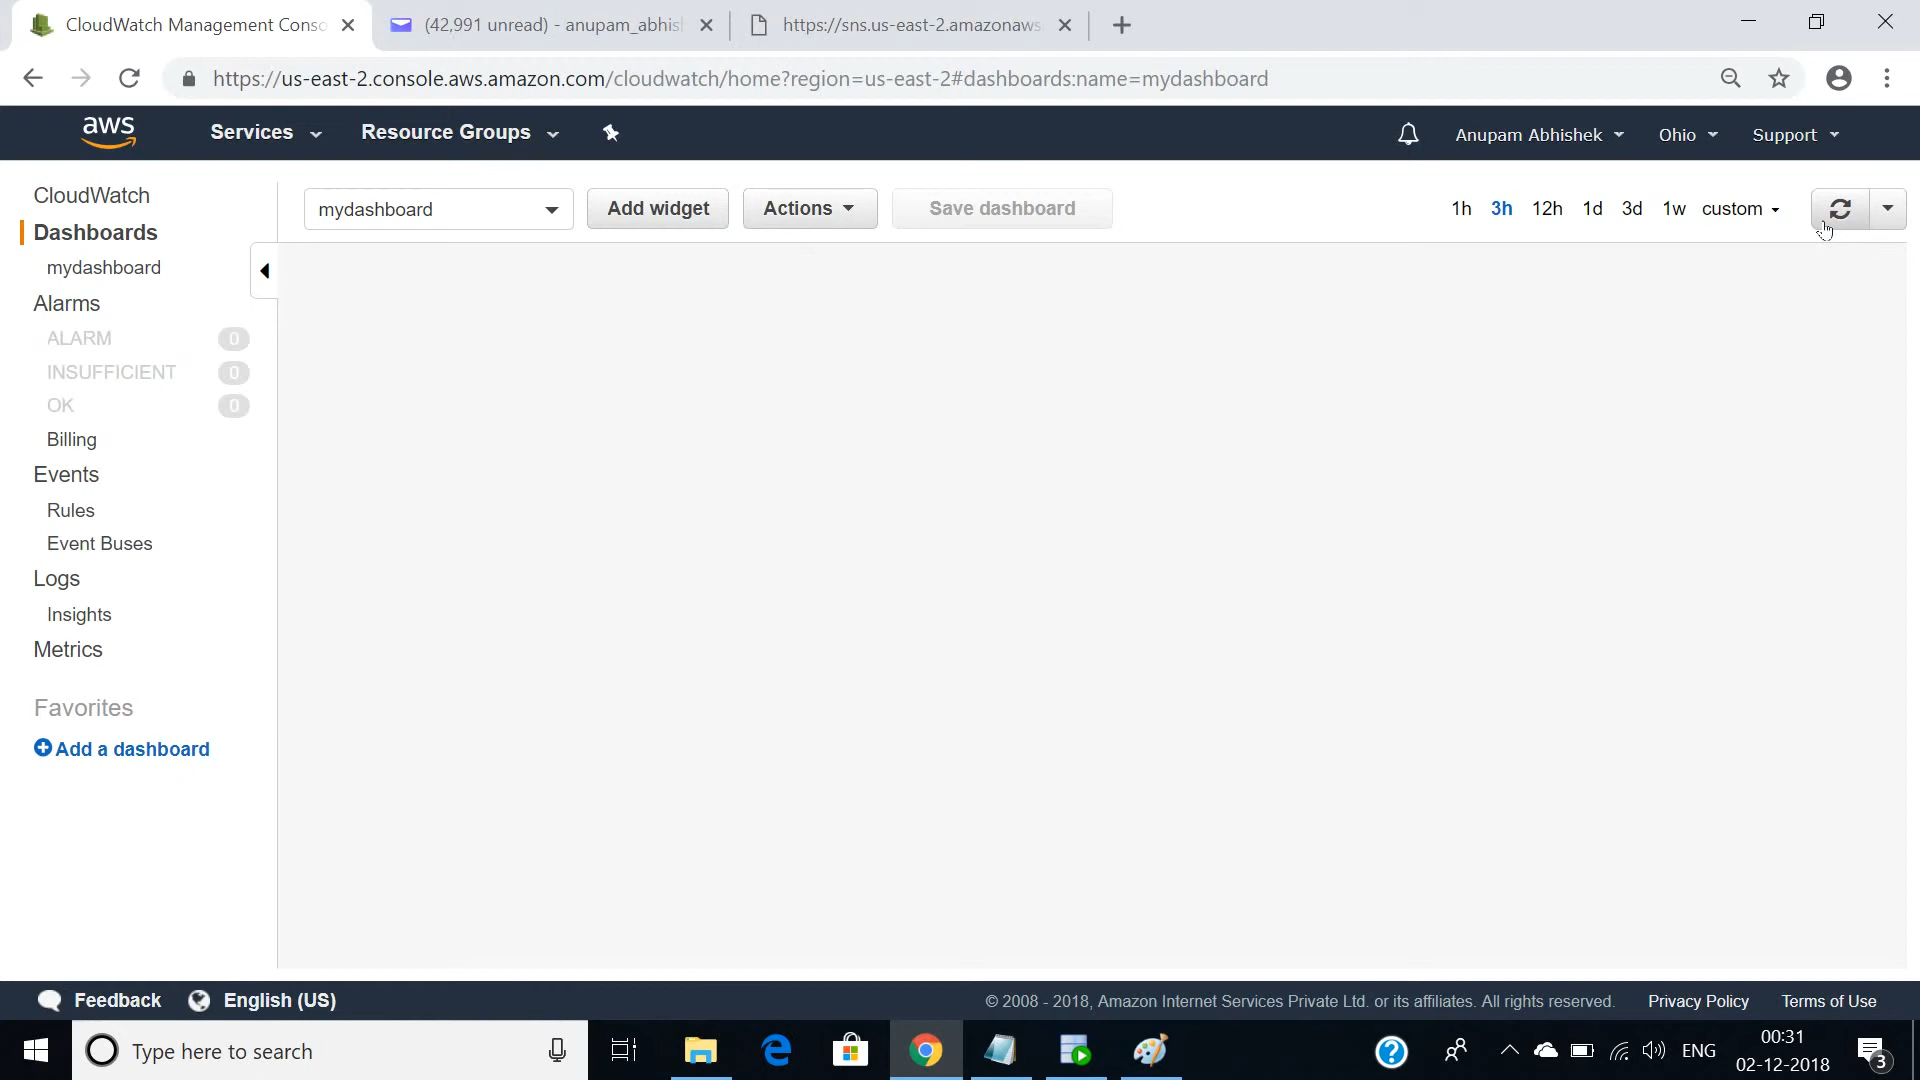 CloudWatch Management Conso
(42,991 unread) - anupam_abhish
https://sns.us-east-2.amazonaws
https://us-east-2.console.aws.amazon.com/cloudwatch/home?region=us-east-2#dashboards:name=mydashboard
aws Services Resource Groups Anupam Abhishek Ohio Support
CloudWatch
Dashboards
mydashboard
Alarms
ALARM 0
INSUFFICIENT 0
OK 0
Billing
Events
Rules
Event Buses
Logs
Insights
Metrics
Favorites
Add a dashboard
mydashboard Add widget Actions Save dashboard 1h 3h 12h 1d 3d 1w custom
Feedback English (US) © 2008 - 2018, Amazon Internet Services Private Ltd. or its affiliates. All rights reserved. Privacy Policy Terms of Use
Type here to search
ENG
00:31
02-12-2018
3